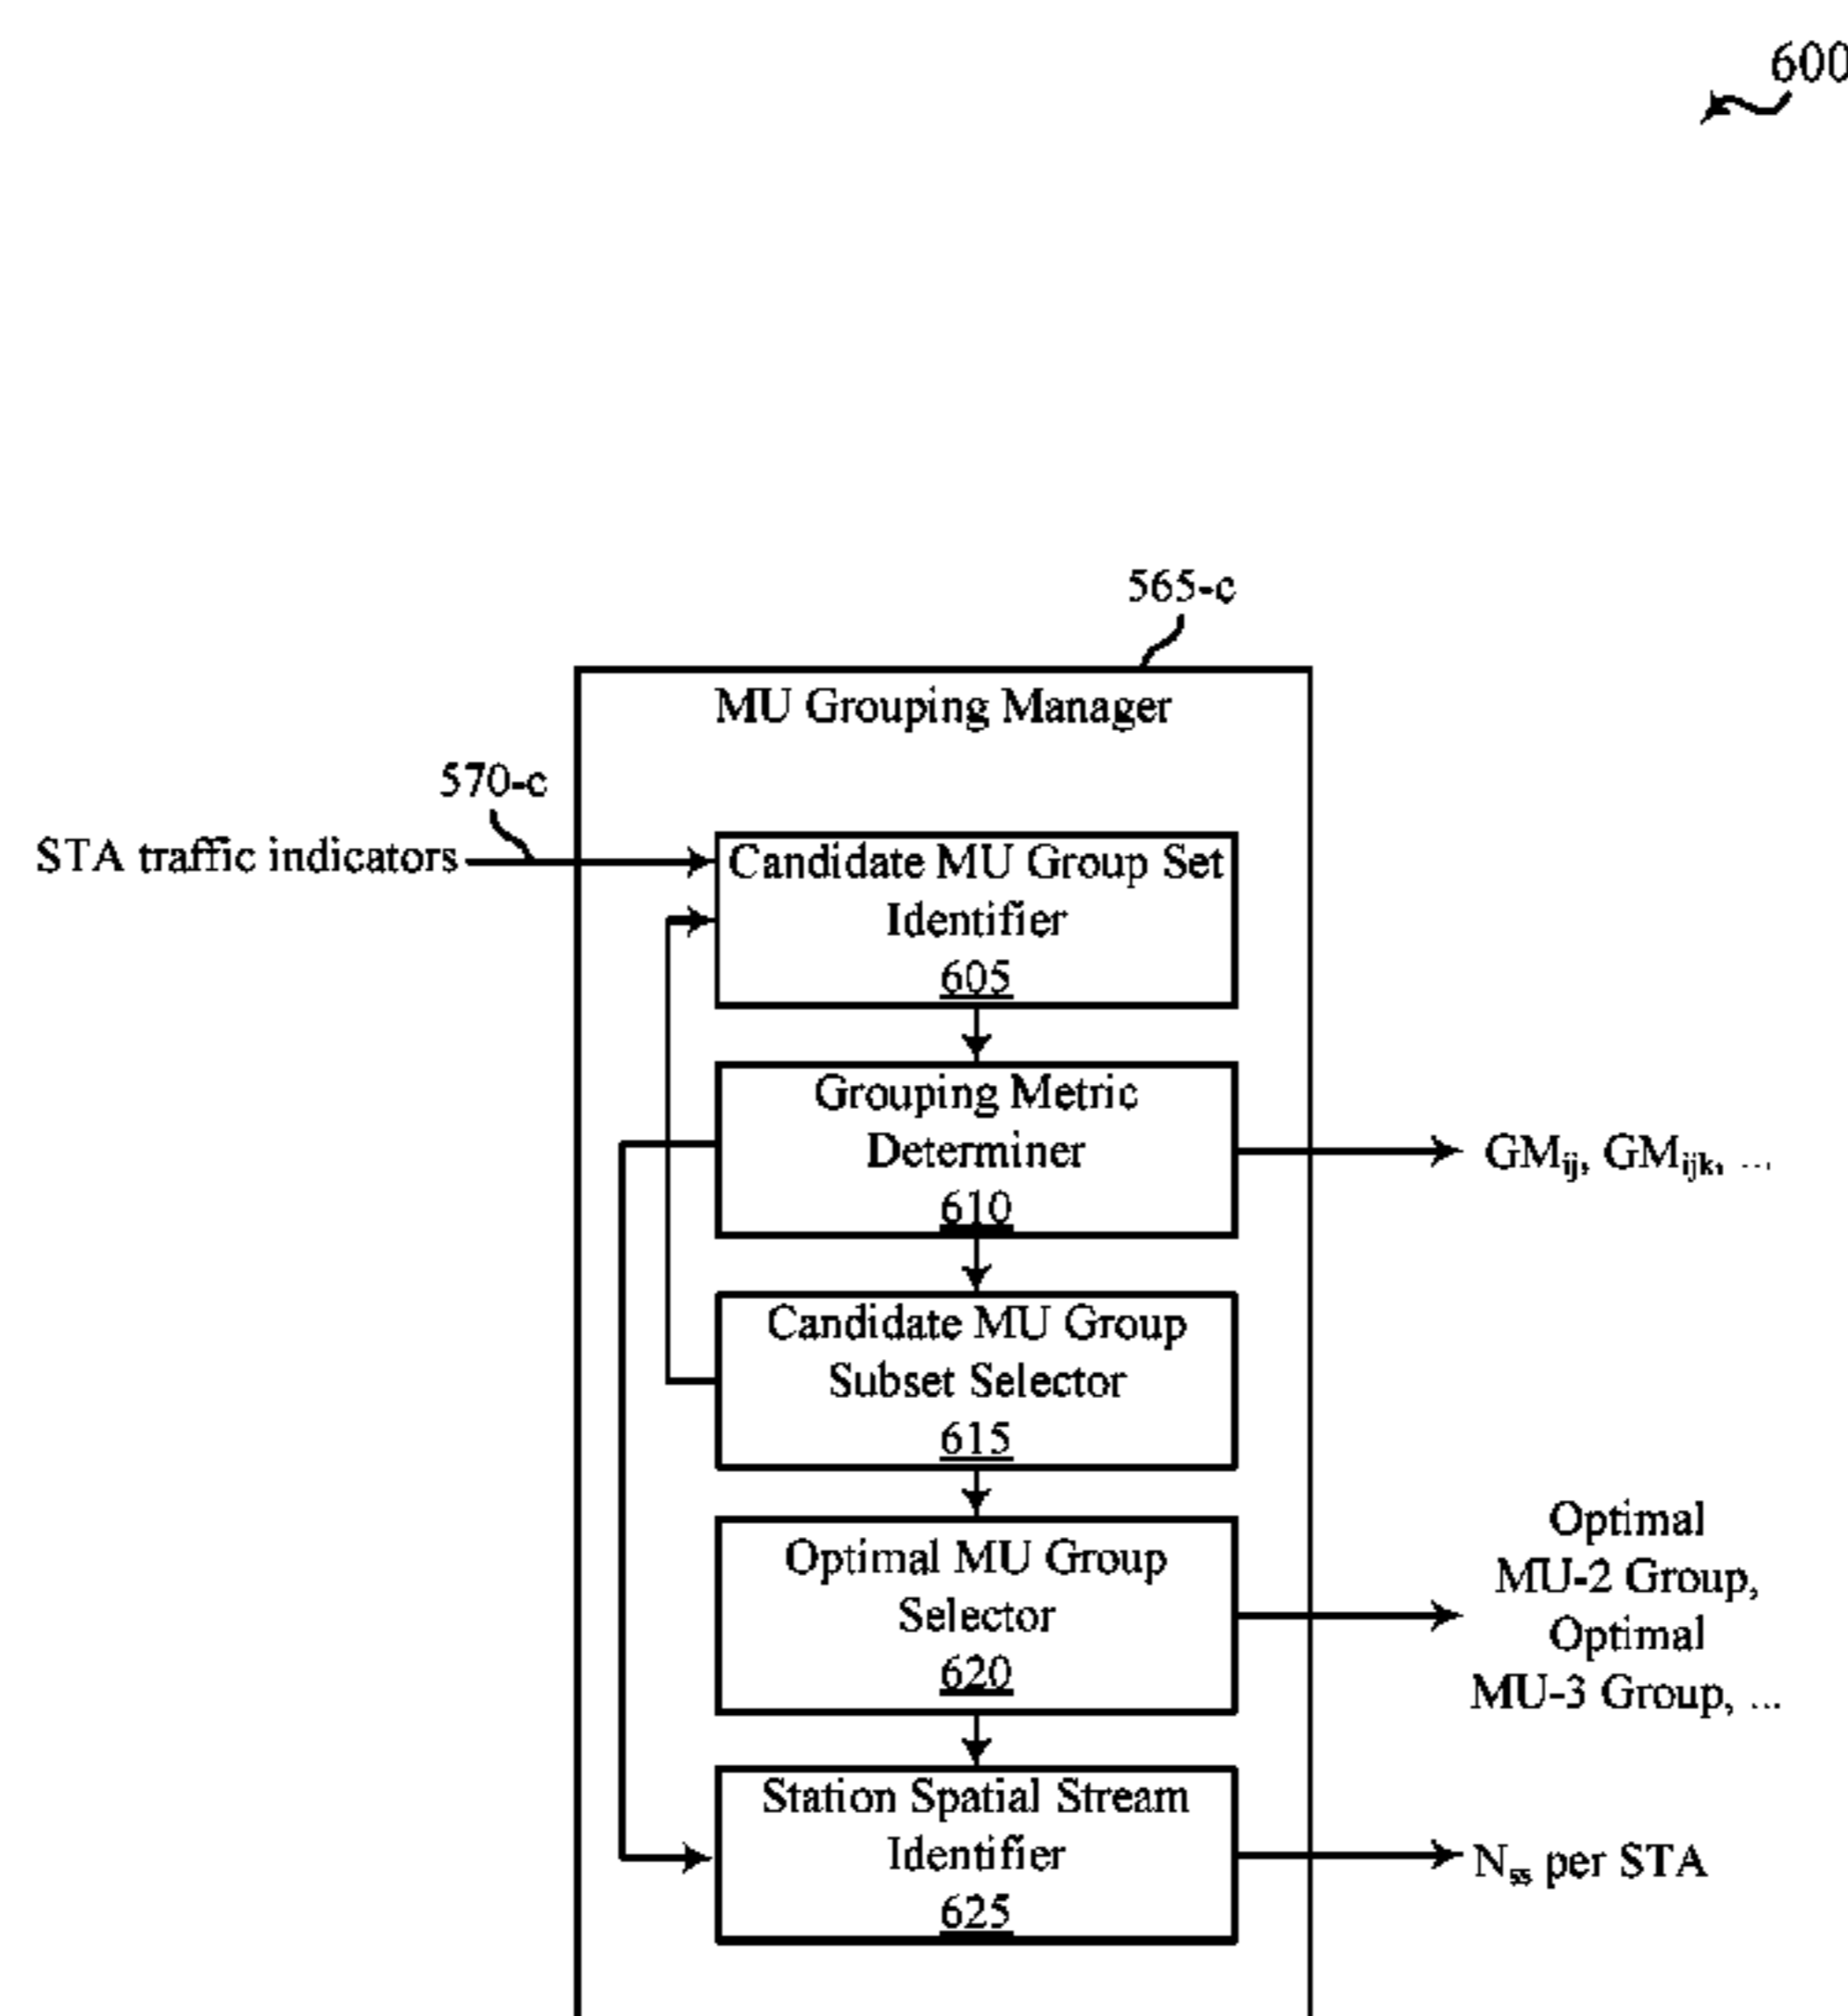 600
565-c
MU Grouping Manager
570-c
STA traffic indicators
Candidate MU Group Set
Identifier
605
Grouping Metric
Determiner
610
GMij, GMijk, ...
Candidate MU Group
Subset Selector
615
Optimal MU Group
Selector
620
Optimal
MU-2 Group,
Optimal
MU-3 Group, ...
Station Spatial Stream
Identifier
625
Nss per STA